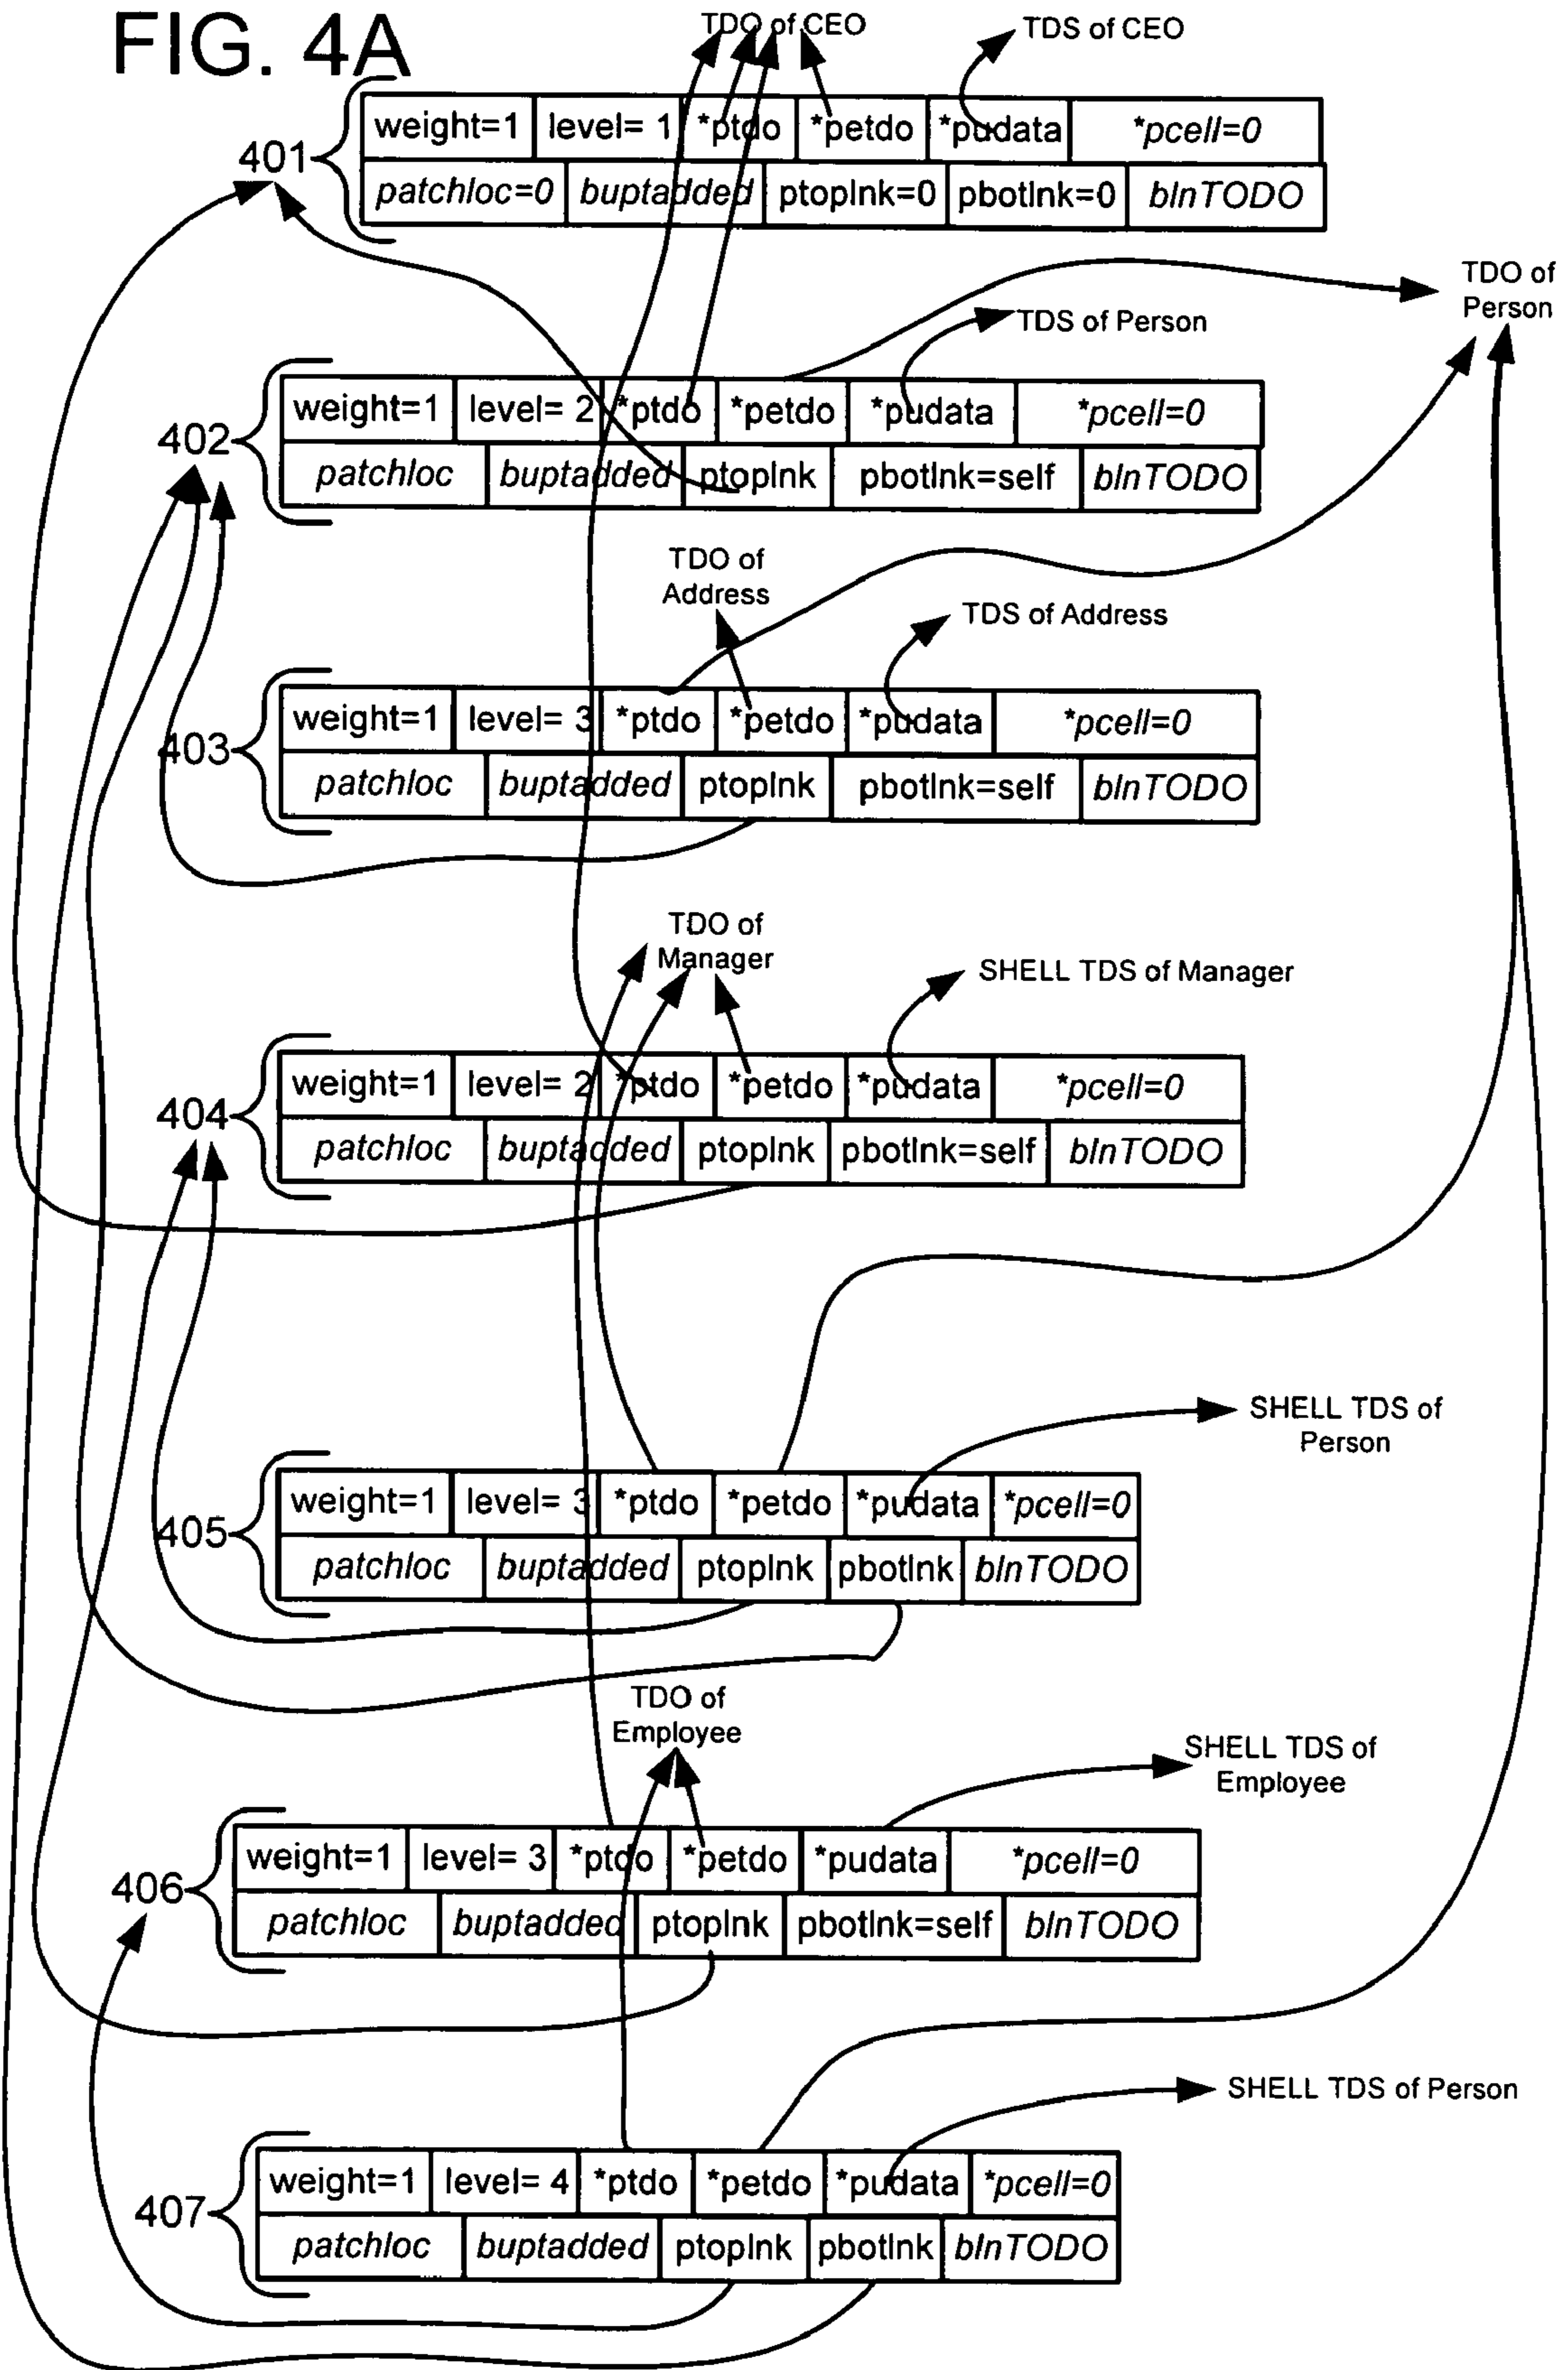 FIG. 4A
TDO of CEO
TDS of CEO
401
weight=1 level= 1 *ptdo *petdo *pudata *pcell=0
patchloc=0 buptadded ptoplnk=0 pbotlnk=0 blnTODO
TDO of
Person
TDS of Person
402
weight=1 level= 2 *ptdo *petdo *pudata *pcell=0
patchloc buptadded ptoplnk pbotlnk=self blnTODO
TDO of
Address
TDS of Address
403
weight=1 level= 3 *ptdo *petdo *pudata *pcell=0
patchloc buptadded ptoplnk pbotlnk=self blnTODO
TDO of
Manager
SHELL TDS of Manager
404
weight=1 level= 2 *ptdo *petdo *pudata *pcell=0
patchloc buptadded ptoplnk pbotlnk=self blnTODO
SHELL TDS of
Person
405
weight=1 level= 3 *ptdo *petdo *pudata *pcell=0
patchloc buptadded ptoplnk pbotlnk blnTODO
TDO of
Employee
SHELL TDS of
Employee
406
weight=1 level= 3 *ptdo *petdo *pudata *pcell=0
patchloc buptadded ptoplnk pbotlnk=self blnTODO
SHELL TDS of Person
407
weight=1 level= 4 *ptdo *petdo *pudata *pcell=0
patchloc buptadded ptoplnk pbotlnk blnTODO